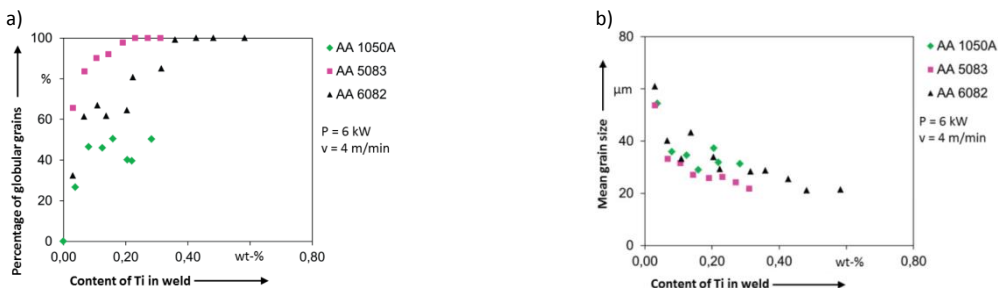 a)
Percentage of globular grains
100
%
60
40
20
0
0,00
0,20
0,40
wt-%
0,80
Content of Ti in weld
AA 1050A
AA 5083
AA 6082
P = 6 kW
v = 4 m/min
b)
Mean grain size
80
µm
40
20
0
0,00
0,20
0,40
wt-%
0,80
Content of Ti in weld
AA 1050A
AA 5083
AA 6082
P = 6 kW
v = 4 m/min